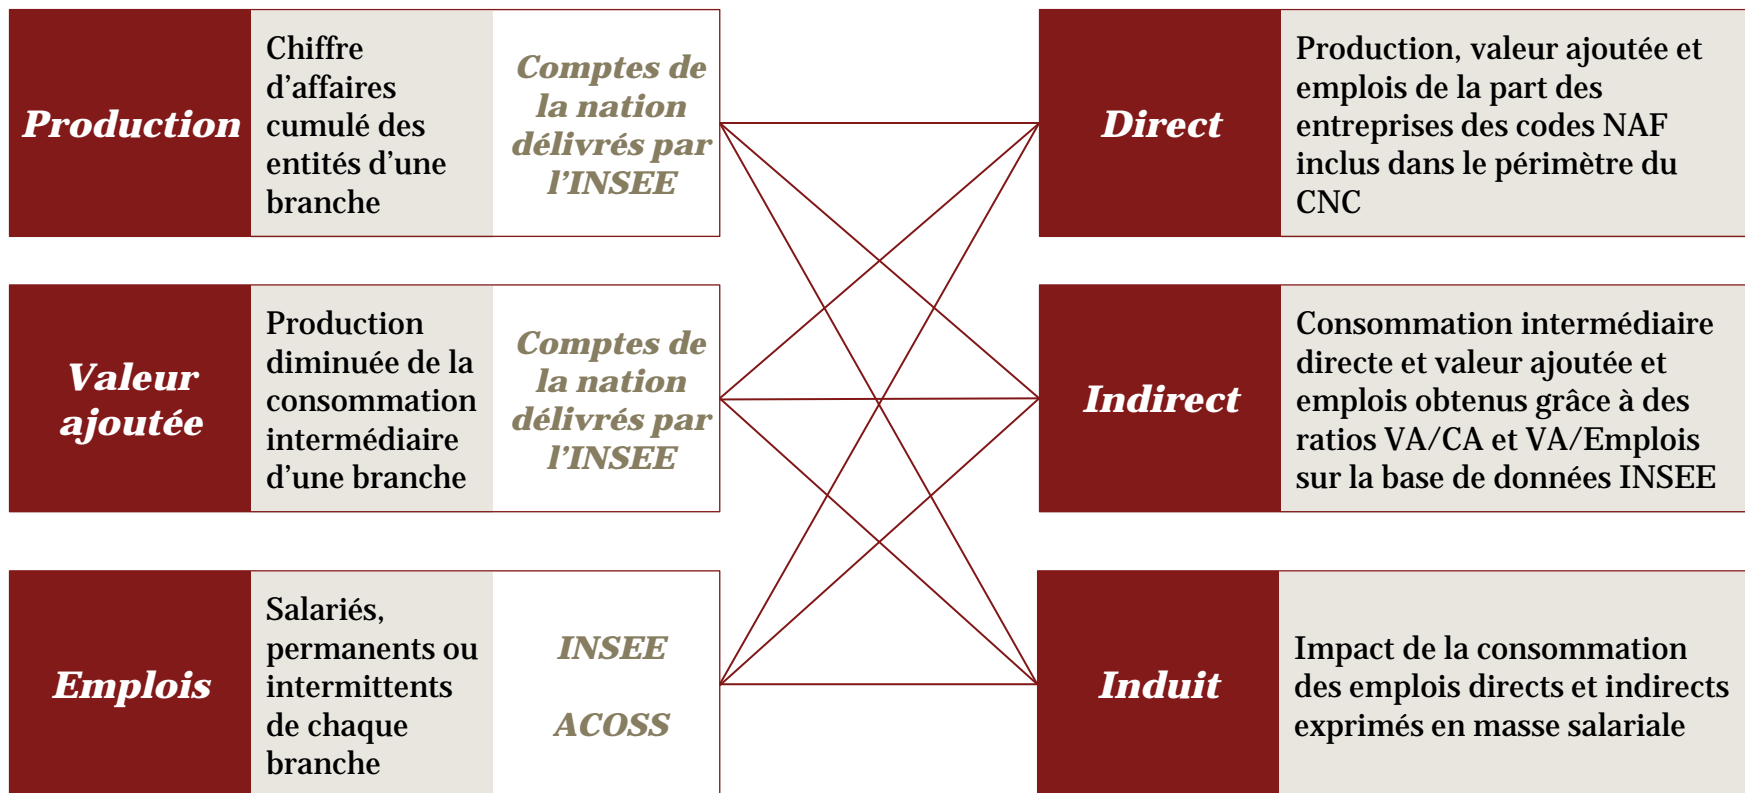 Production
Chiffre
d’affaires
cumulé des
entités d’une
branche
Comptes de
la nation
délivrés par
l’INSEE
Direct
Production, valeur ajoutée et
emplois de la part des
entreprises des codes NAF
inclus dans le périmètre du
CNC
Valeur
ajoutée
Production
diminuée de la
consommation
intermédiaire
d’une branche
Comptes de
la nation
délivrés par
l’INSEE
Indirect
Consommation intermédiaire
directe et valeur ajoutée et
emplois obtenus grâce à des
ratios VA/CA et VA/Emplois
sur la base de données INSEE
Emplois
Salariés,
permanents ou
intermittents
de chaque
branche
INSEE
ACOSS
Induit
Impact de la consommation
des emplois directs et indirects
exprimés en masse salariale